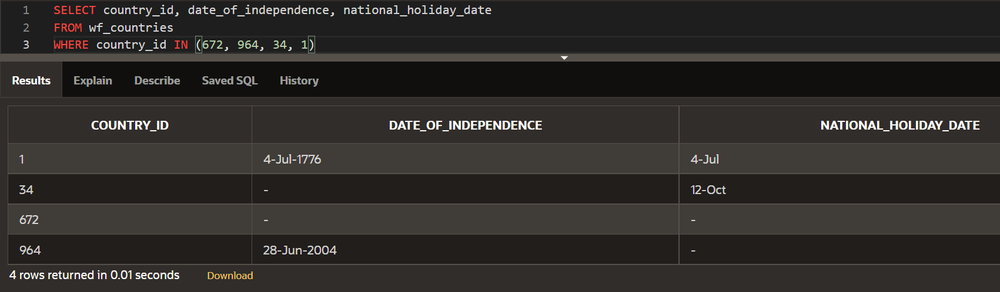 1 SELECT country_id, date_of_independence, national_holiday_date
2 FROM wf_countries
3 WHERE country_id IN (672, 964, 34, 1)
Results Explain Describe Saved SQL History
COUNTRY_ID DATE_OF_INDEPENDENCE NATIONAL_HOLIDAY_DATE
1 4-Jul-1776 4-Jul
34 - 12-Oct
672 - -
964 28-Jun-2004 -
4 rows returned in 0.01 seconds Download